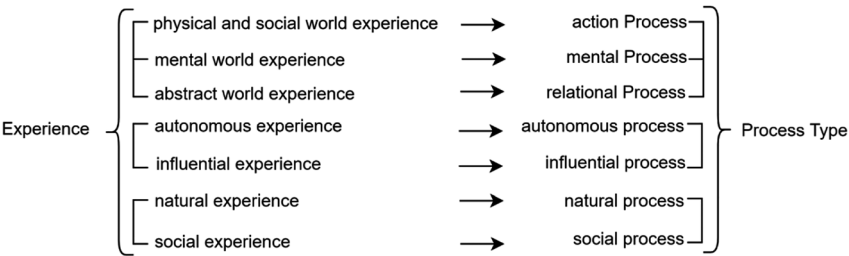 physical and social world experience → action Process
mental world experience → mental Process
abstract world experience → relational Process
Experience autonomous experience → autonomous process Process Type
influential experience → influential process
natural experience → natural process
social experience → social process